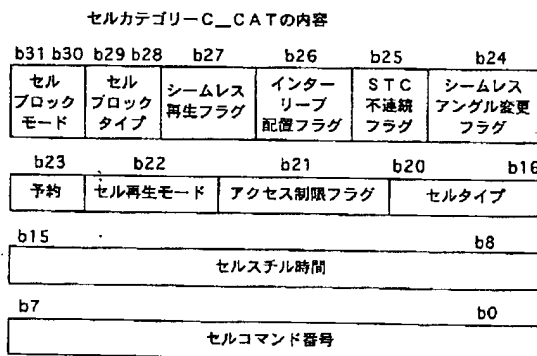 セルカテゴリーC_CATの内容
b31 b30 b29 b28 b27 b26 b25 b24
セル
ブロック
モード
セル
ブロック
タイプ
シームレス
再生フラグ
インター
リーブ
配置フラグ
STC
不連続
フラグ
シームレス
アングル変更
フラグ
b23 b22 b21 b20 b16
予約 セル再生モード アクセス制限フラグ セルタイプ
b15 b8
セルスチル時間
b7 b0
セルコマンド番号